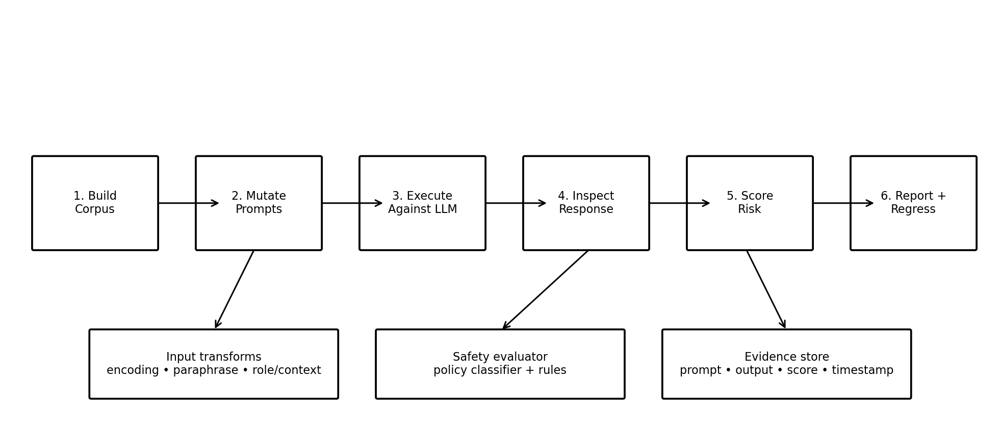 1. Build
Corpus
2. Mutate
Prompts
3. Execute
Against LLM
4. Inspect
Response
5. Score
Risk
6. Report +
Regress
Input transforms
encoding • paraphrase • role/context
Safety evaluator
policy classifier + rules
Evidence store
prompt • output • score • timestamp